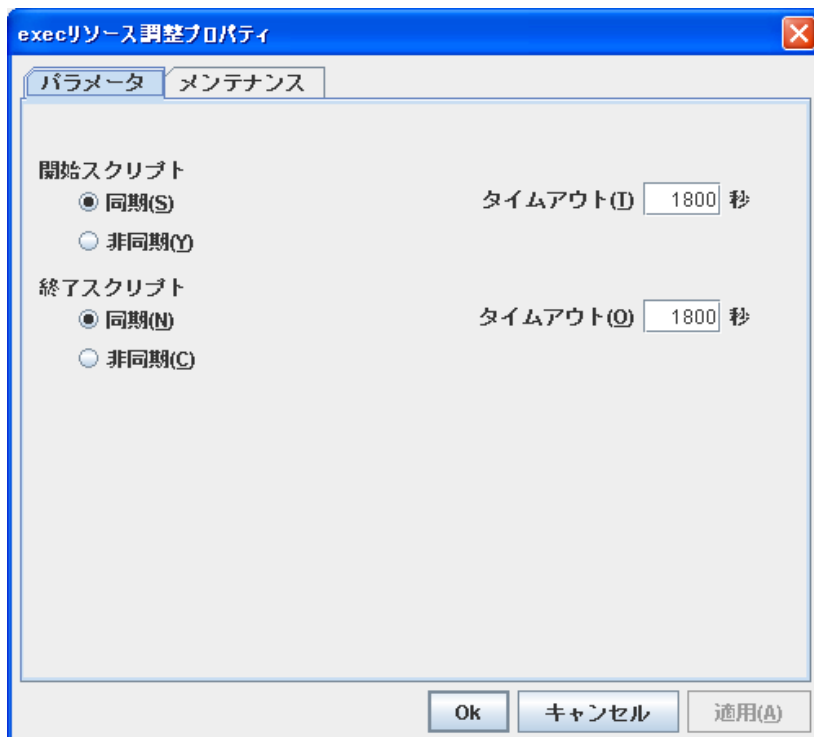 execリソース調整プロパティ
パラメータ メンテナンス
開始スクリプト
同期(S) タイムアウト(T) 1800 秒
非同期(Y)
終了スクリプト
同期(N) タイムアウト(O) 1800 秒
非同期(C)
Ok キャンセル 適用(A)